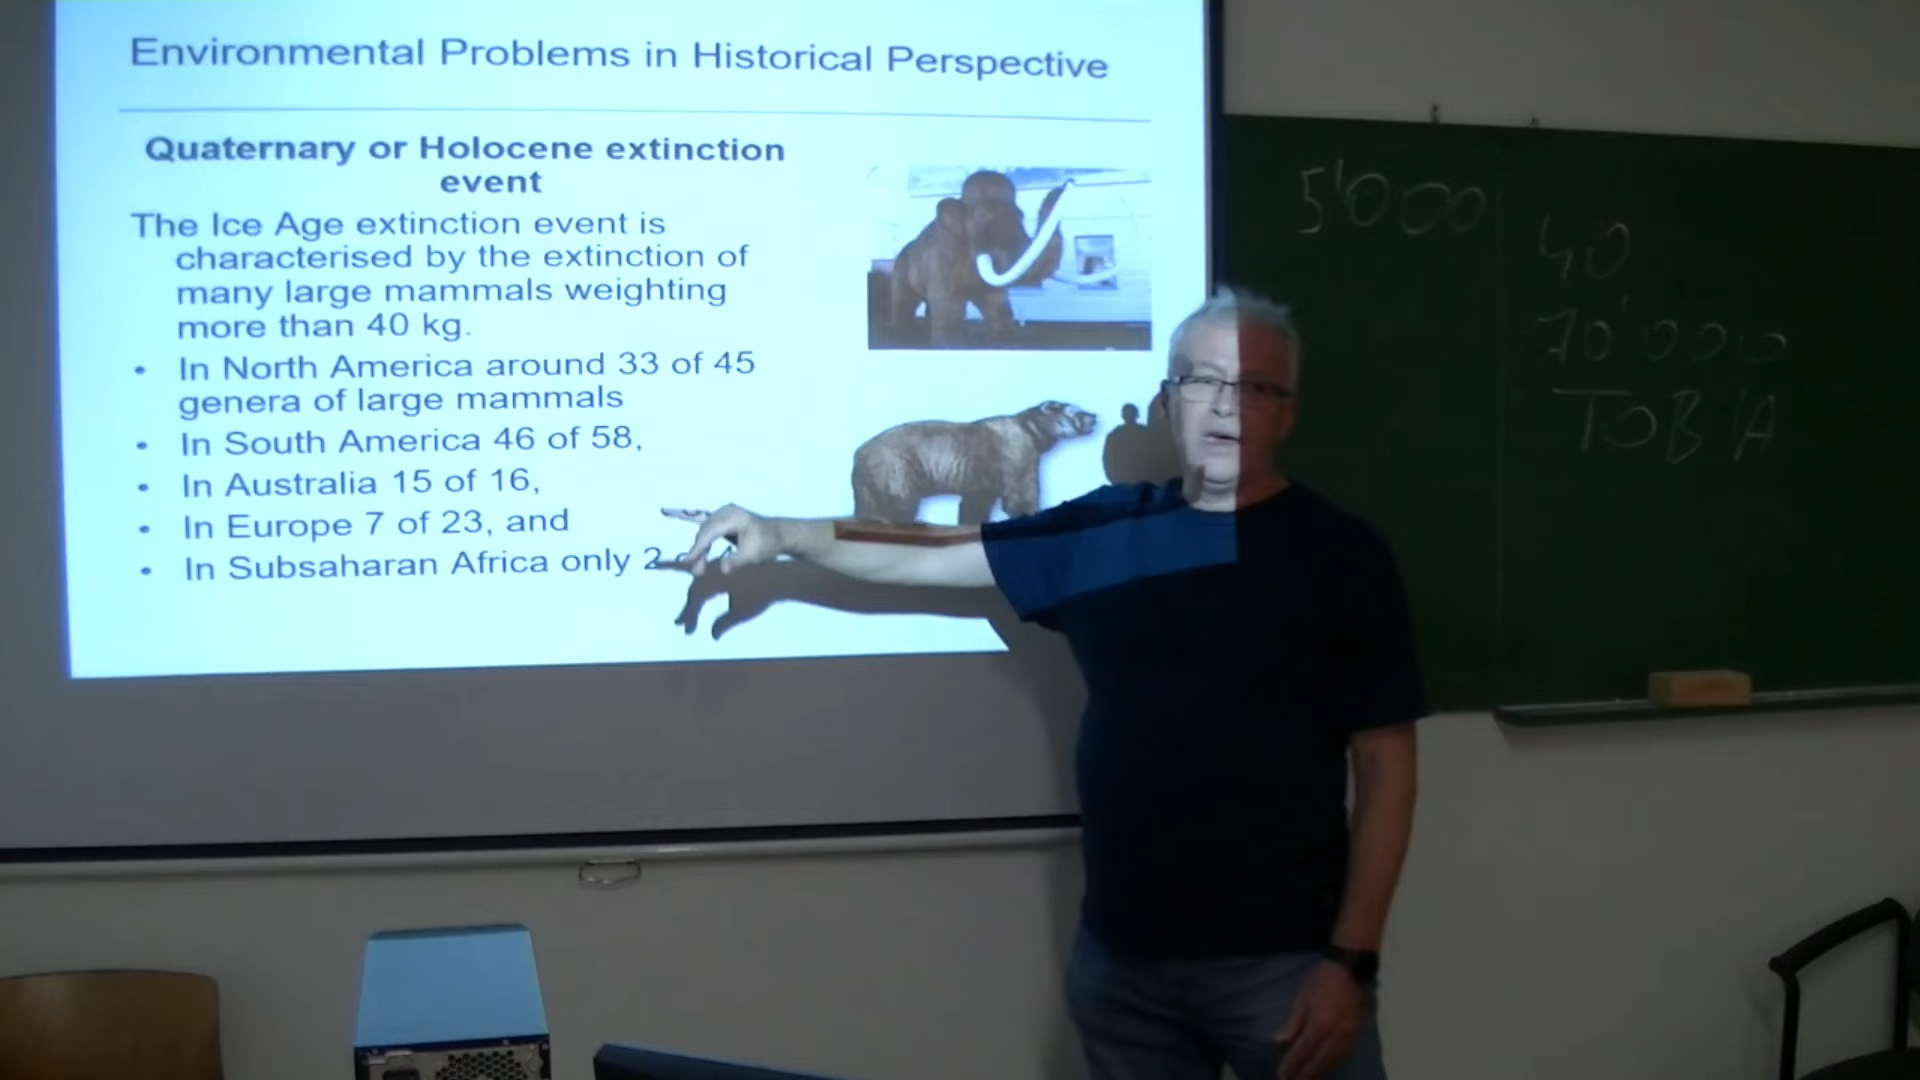 Environmental Problems in Historical Perspective
Quaternary or Holocene extinction
event
The Ice Age extinction event is
characterised by the extinction of
many large mammals weighting
more than 40 kg.
• In North America around 33 of 45
genera of large mammals
• In South America 46 of 58,
• In Australia 15 of 16,
• In Europe 7 of 23, and
• In Subsaharan Africa only 2
5'000
40
70'000
TOBIA